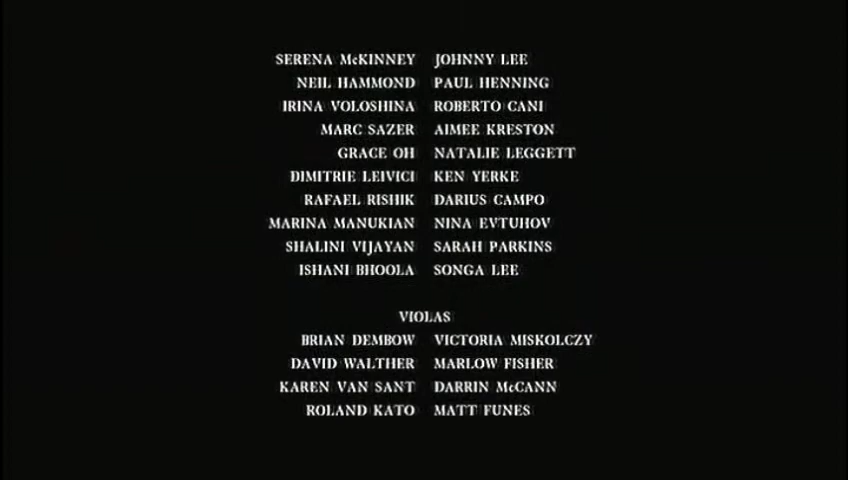 SERENA McKINNEY JOHNNY LEE
NEIL HAMMOND PAUL HENNING
IRINA VOLOSHINA ROBERTO CANI
MARC SAZER AIMEE KRESTON
GRACE OH NATALIE LEGGETT
DIMITRIE LEIVICI KEN YERKE
RAFAEL RISHIK DARIUS CAMPO
MARINA MANUKIAN NINA EVTUHOV
SHALINI VIJAYAN SARAH PARKINS
ISHANI BHOOLA SONGA LEE
VIOLAS
BRIAN DEMBOW VICTORIA MISKOLCZY
DAVID WALTHER MARLOW FISHER
KAREN VAN SANT DARRIN McCANN
ROLAND KATO MATT FUNES